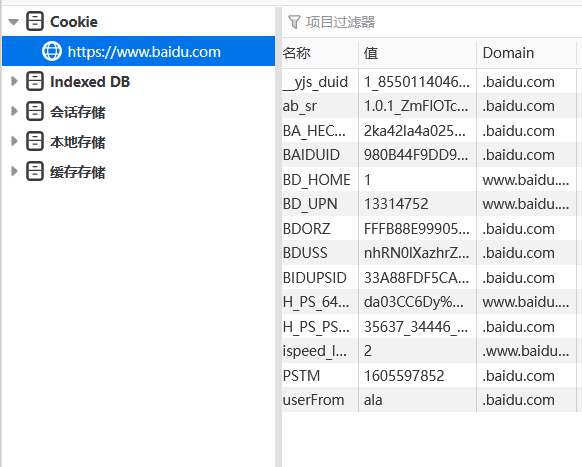 Cookie
https://www.baidu.com
Indexed DB
会话存储
本地存储
缓存存储
项目过滤器
名称 值 Domain
__yjs_duid 1_8550114046... .baidu.com
ab_sr 1.0.1_ZmFlOTc... .baidu.com
BA_HEC... 2ka42la4a025... .baidu.com
BAIDUID 980B44F9DD9... .baidu.com
BD_HOME 1 www.baidu....
BD_UPN 13314752 www.baidu....
BDORZ FFFB88E99905... .baidu.com
BDUSS nhRN0lXazhrZ... .baidu.com
BIDUPSID 33A88FDF5CA... .baidu.com
H_PS_64... da03CC6Dy%... www.baidu....
H_PS_PS... 35637_34446_... .baidu.com
ispeed_l... 2 .www.baidu....
PSTM 1605597852 .baidu.com
userFrom ala .baidu.com